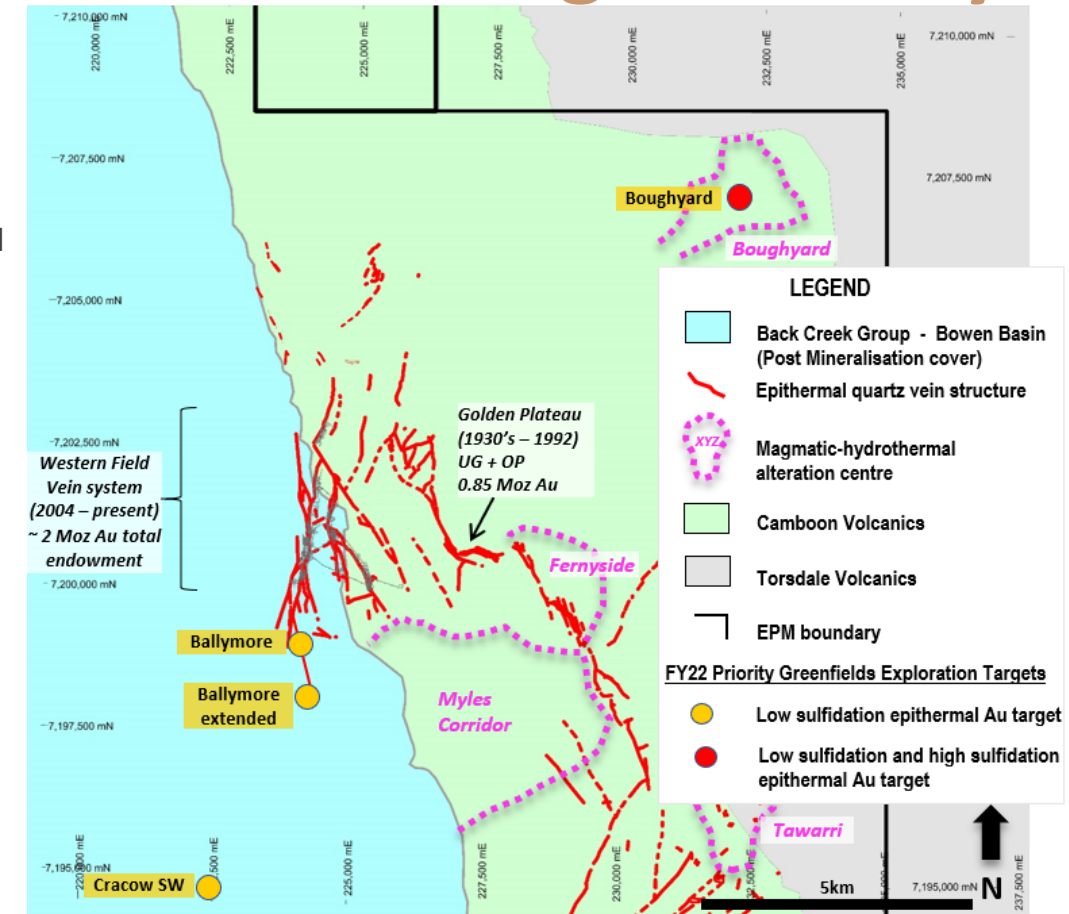 7,210,000 mN
220,000 mE
222,500 mE
225,000 mE
227,500 mE
230,000 mE
232,500 mE
235,000 mE
7,210,000 mN
7,207,500 mN
7,207,500 mN
Boughyard
Boughyard
7,205,000 mN
LEGEND
Back Creek Group - Bowen Basin
(Post Mineralisation cover)
Epithermal quartz vein structure
XYZ
Magmatic-hydrothermal
alteration centre
Camboon Volcanics
Torsdale Volcanics
EPM boundary
FY22 Priority Greenfields Exploration Targets
Low sulfidation epithermal Au target
Low sulfidation and high sulfidation
epithermal Au target
Golden Plateau
(1930's – 1992)
UG + OP
0.85 Moz Au
7,202,500 mN
Western Field
Vein system
(2004 – present)
~ 2 Moz Au total
endowment
7,200,000 mN
Fernyside
Ballymore
Ballymore
extended
Myles
Corridor
7,197,500 mN
Tawarri
7,195,000 mN
Cracow SW
225,000 mE
227,500 mE
230,000 mE
5km
7,195,000 mN
N
237,500 mE